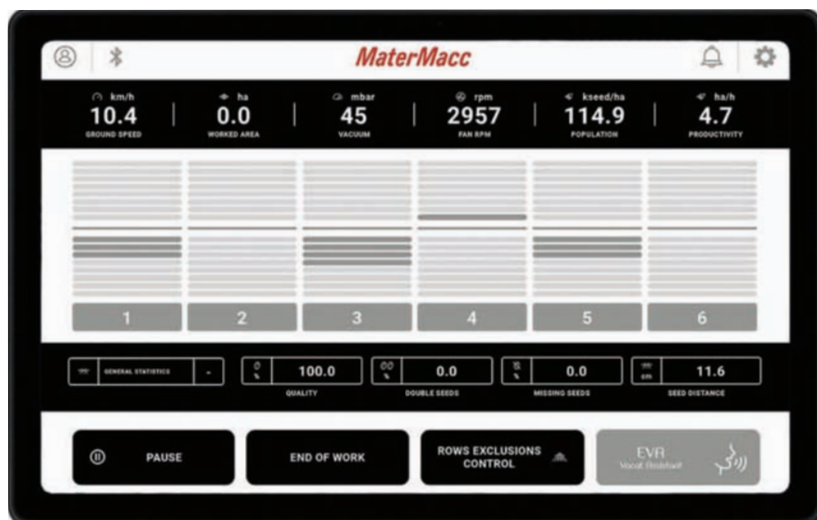 MaterMacc
km/h ha mbar rpm kseed/ha ha/h
10.4 0.0 45 2957 114.9 4.7
GROUND SPEED WORKED AREA VACUUM FAN RPM POPULATION PRODUCTIVITY
1 2 3 4 5 6
GENERAL STATISTICS - % 100.0 % 0.0 % 0.0 cm 11.6
QUALITY DOUBLE SEEDS MISSING SEEDS SEED DISTANCE
PAUSE END OF WORK ROWS EXCLUSIONS
CONTROL
EVA
Vocal Assistant